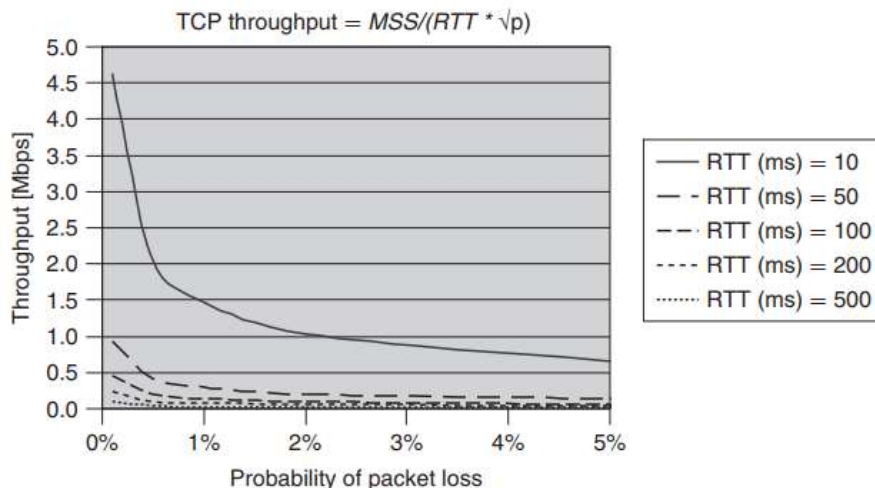 TCP throughput = MSS/(RTT * √p)
Throughput [Mbps]
5.0
4.5
4.0
3.5
3.0
2.5
2.0
1.5
1.0
0.5
0.0
0%
1%
2%
3%
4%
5%
Probability of packet loss
RTT (ms) = 10
RTT (ms) = 50
RTT (ms) = 100
RTT (ms) = 200
RTT (ms) = 500